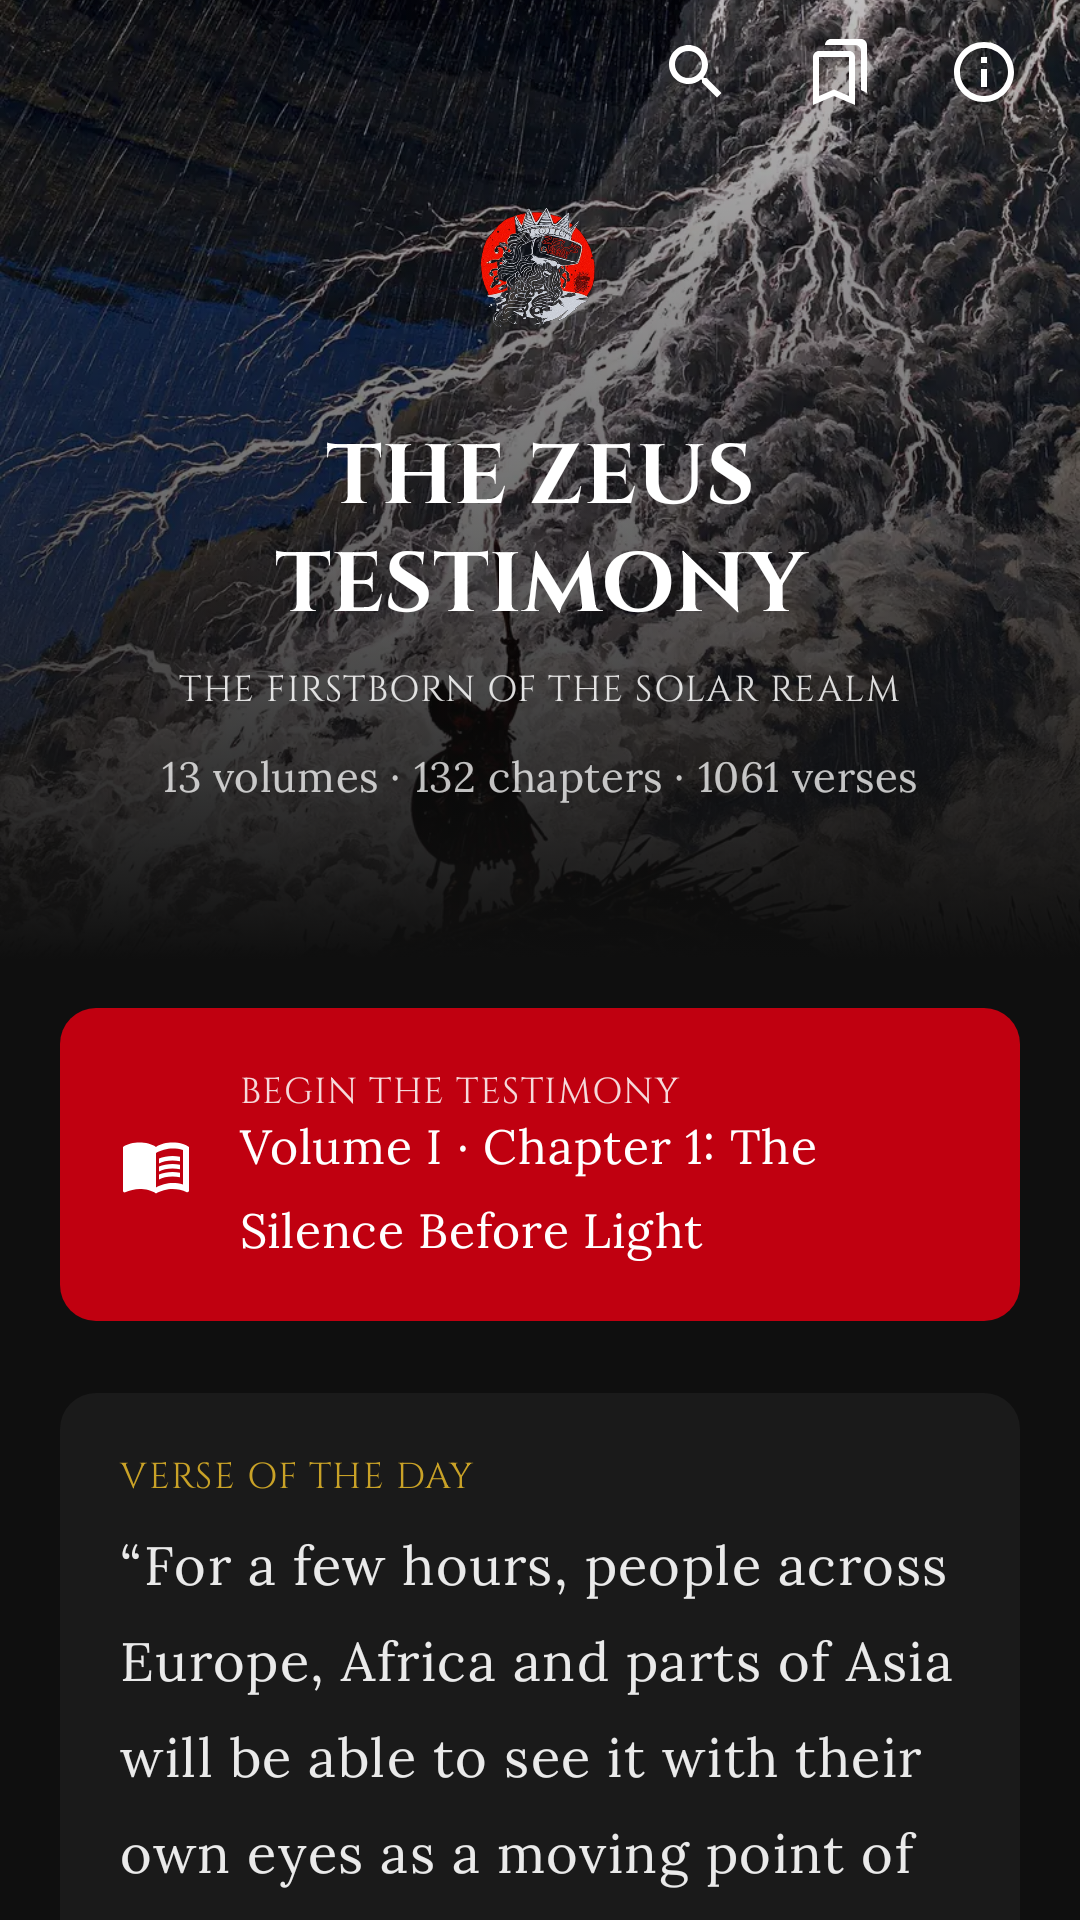 THE ZEUS
TESTIMONY
THE FIRSTBORN OF THE SOLAR REALM
13 volumes · 132 chapters · 1061 verses
BEGIN THE TESTIMONY
Volume I · Chapter 1: The
Silence Before Light
VERSE OF THE DAY
“For a few hours, people across
Europe, Africa and parts of Asia
will be able to see it with their
own eyes as a moving point of